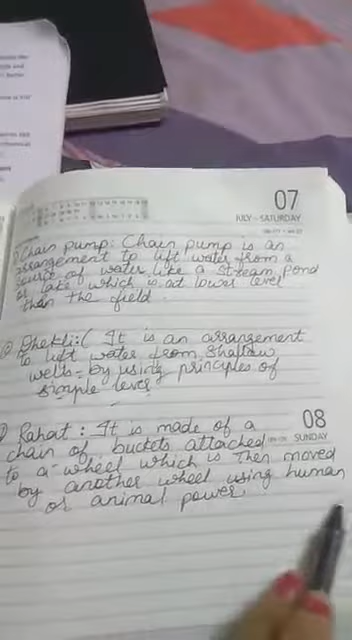 07
JULY - SATURDAY
Chain pump: Chain pump is an
arrangement to lift water from a
source of water like a stream, pond
or lake which is at lower level
than the field.
Dhekli:( It is an arrangement
to lift water from shallow
wells by using principles of
simple lever
08
SUNDAY
Rahat: It is made of a
chain of buckets attached
to a wheel which is then moved
by another wheel using human
or animal power